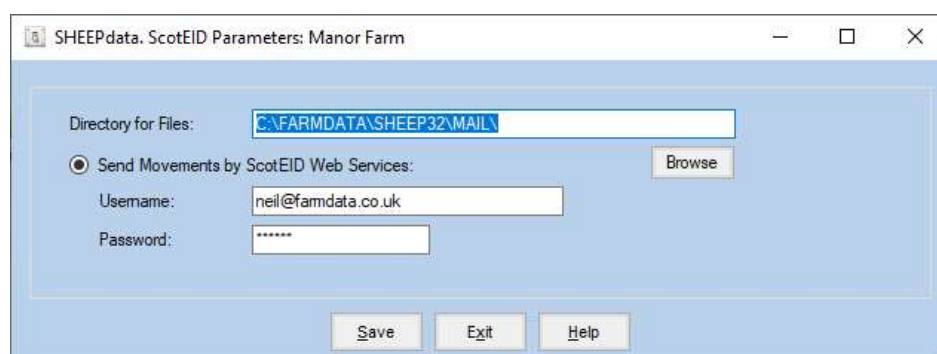 SHEEPdata. ScotEID Parameters: Manor Farm
Directory for Files: C:\FARMDATA\SHEEP32\MAIL\
Send Movements by ScotEID Web Services: Browse
Username: neil@farmdata.co.uk
Password: ******
Save Exit Help